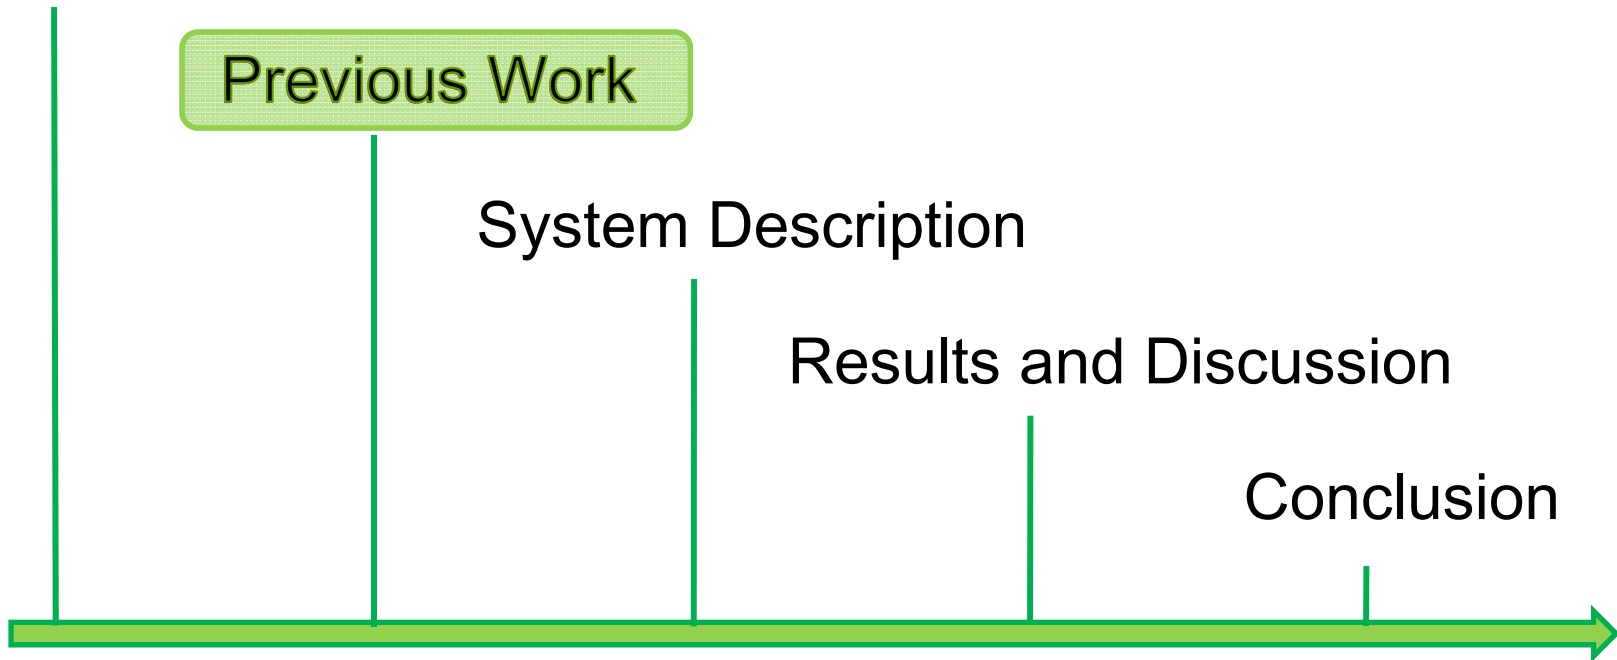 Previous Work
System Description
Results and Discussion
Conclusion